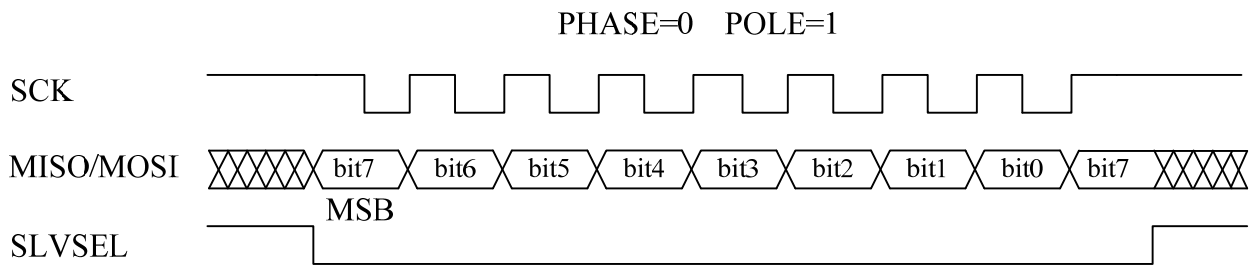 PHASE=0 POLE=1
SCK
MISO/MOSI bit7 bit6 bit5 bit4 bit3 bit2 bit1 bit0 bit7
MSB
SLVSEL